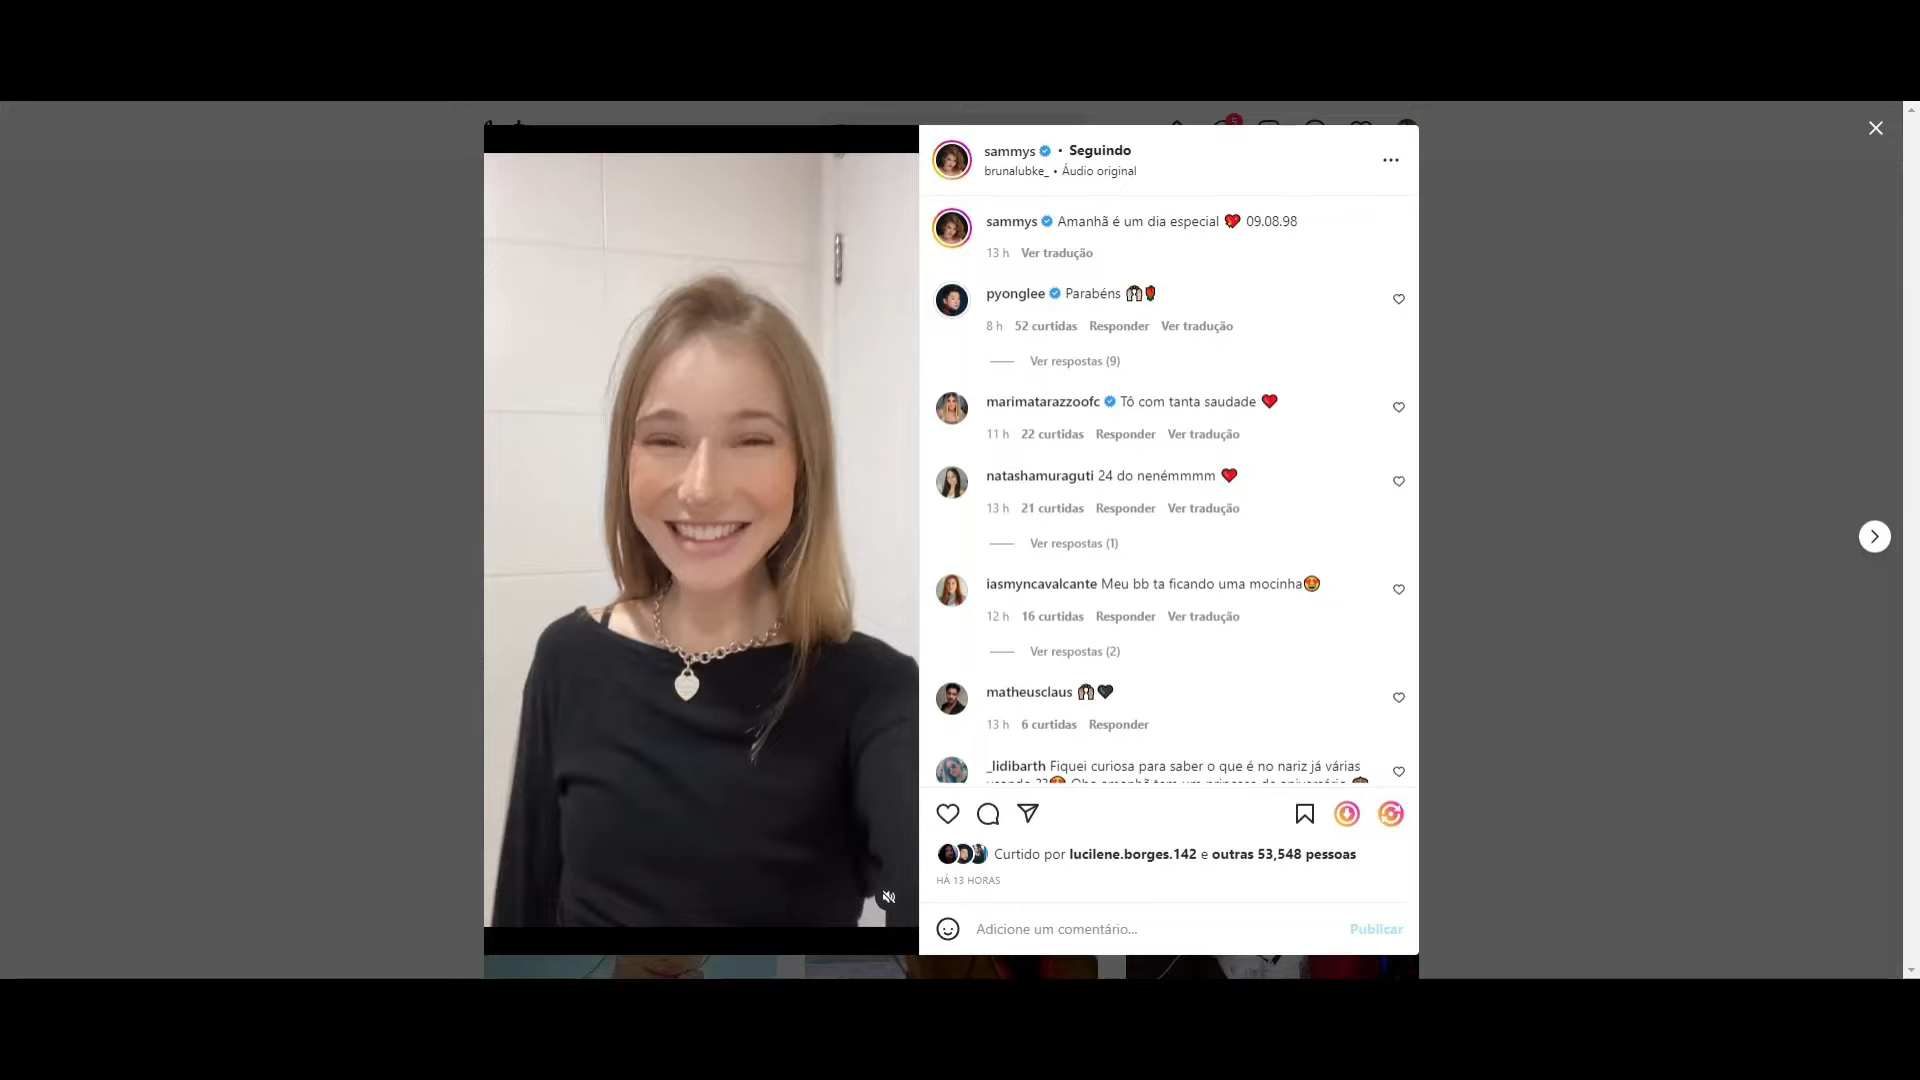 5
sammys • Seguindo
brunalubke_ • Áudio original
sammys Amanhã é um dia especial 💘 09.08.98
13 h Ver tradução
pyonglee Parabéns 🙌🏻🌹
8 h 52 curtidas Responder Ver tradução
Ver respostas (9)
marimatarazzoofc Tô com tanta saudade ❤️
11 h 22 curtidas Responder Ver tradução
natashamuraguti 24 do nenémmmm ❤️
13 h 21 curtidas Responder Ver tradução
Ver respostas (1)
iasmyncavalcante Meu bb ta ficando uma mocinha😍
12 h 16 curtidas Responder Ver tradução
Ver respostas (2)
matheusclaus 🙌🏻🖤
13 h 6 curtidas Responder
_lidibarth Fiquei curiosa para saber o que é no nariz já várias
Curtido por lucilene.borges.142 e outras 53,548 pessoas
HÁ 13 HORAS
Adicione um comentário...
Publicar